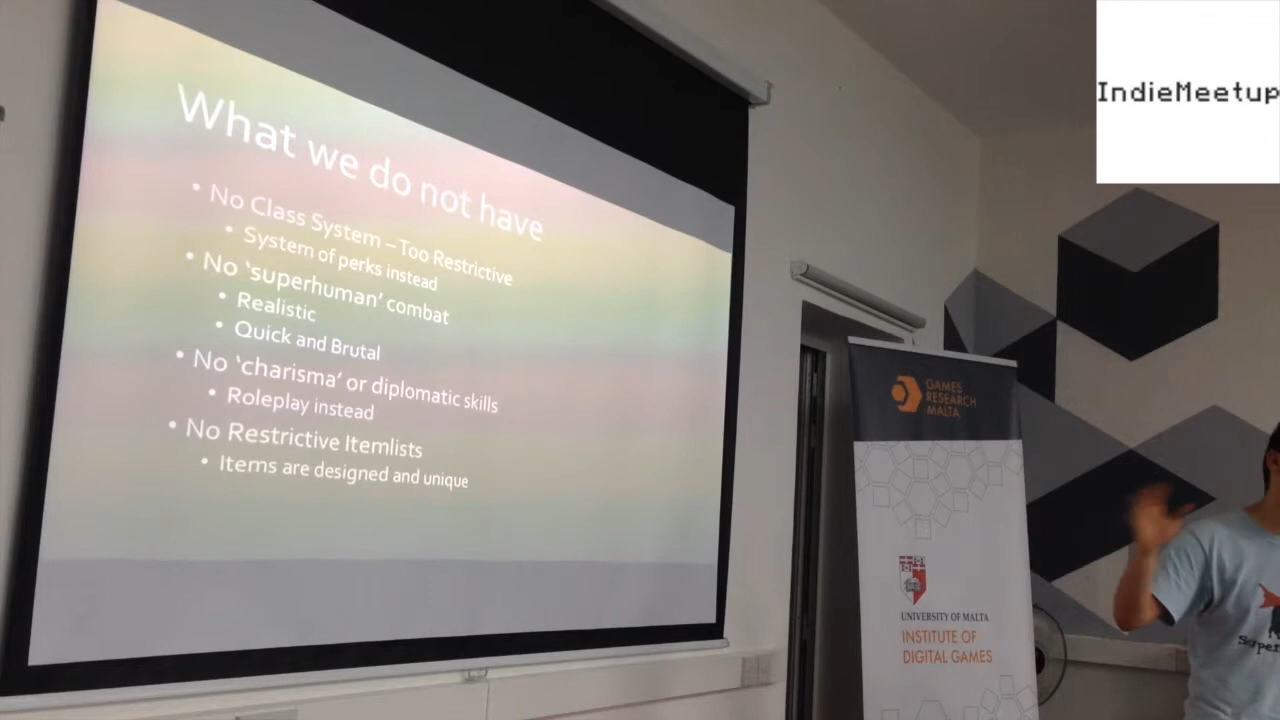 IndieMeetup
What we do not have
• No Class System – Too Restrictive
• System of perks instead
• No ‘superhuman’ combat
• Realistic
• Quick and Brutal
• No ‘charisma’ or diplomatic skills
• Roleplay instead
• No Restrictive Itemlists
• Items are designed and unique
GAMES
RESEARCH
MALTA
UNIVERSITY OF MALTA
INSTITUTE OF
DIGITAL GAMES